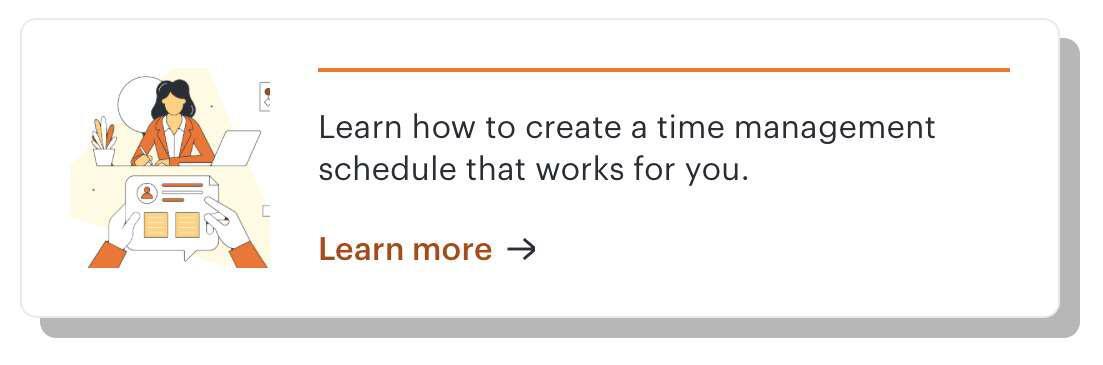 Learn how to create a time management
schedule that works for you.
Learn more →